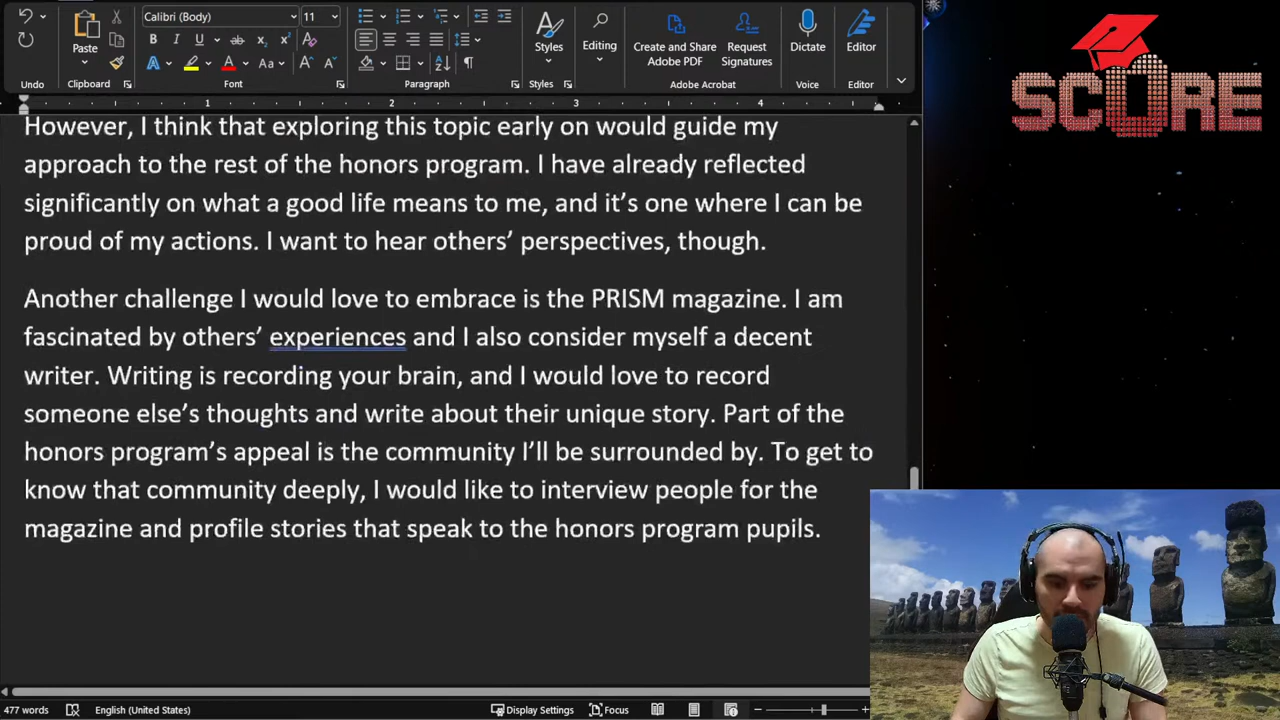 Calibri (Body)
11
Paste
Styles
Editing
Create and Share
Adobe PDF
Request
Signatures
Dictate
Editor
Undo
Clipboard
Font
Paragraph
Styles
Adobe Acrobat
Voice
Editor
1
2
3
4
SCORE
However, I think that exploring this topic early on would guide my
approach to the rest of the honors program. I have already reflected
significantly on what a good life means to me, and it’s one where I can be
proud of my actions. I want to hear others’ perspectives, though.
Another challenge I would love to embrace is the PRISM magazine. I am
fascinated by others’ experiences and I also consider myself a decent
writer. Writing is recording your brain, and I would love to record
someone else’s thoughts and write about their unique story. Part of the
honors program’s appeal is the community I’ll be surrounded by. To get to
know that community deeply, I would like to interview people for the
magazine and profile stories that speak to the honors program pupils.
477 words
English (United States)
Display Settings
Focus